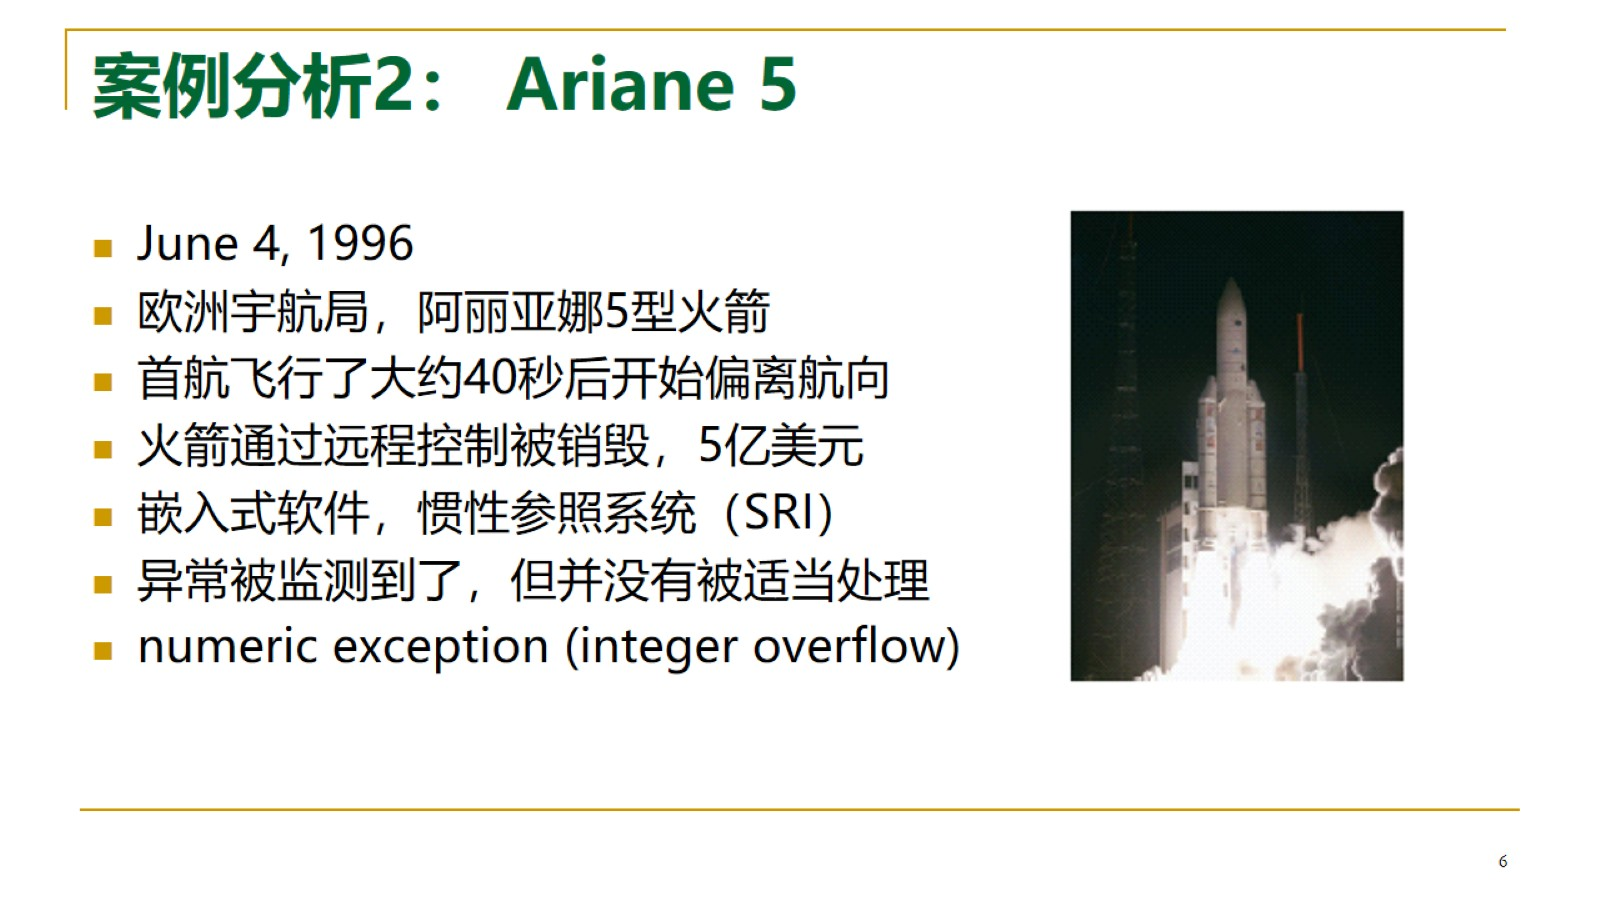 案例分析2： Ariane 5
June 4, 1996
欧洲宇航局，阿丽亚娜5型火箭
首航飞行了大约40秒后开始偏离航向
火箭通过远程控制被销毁，5亿美元
嵌入式软件，惯性参照系统（SRI）
异常被监测到了，但并没有被适当处理
numeric exception (integer overflow)
6